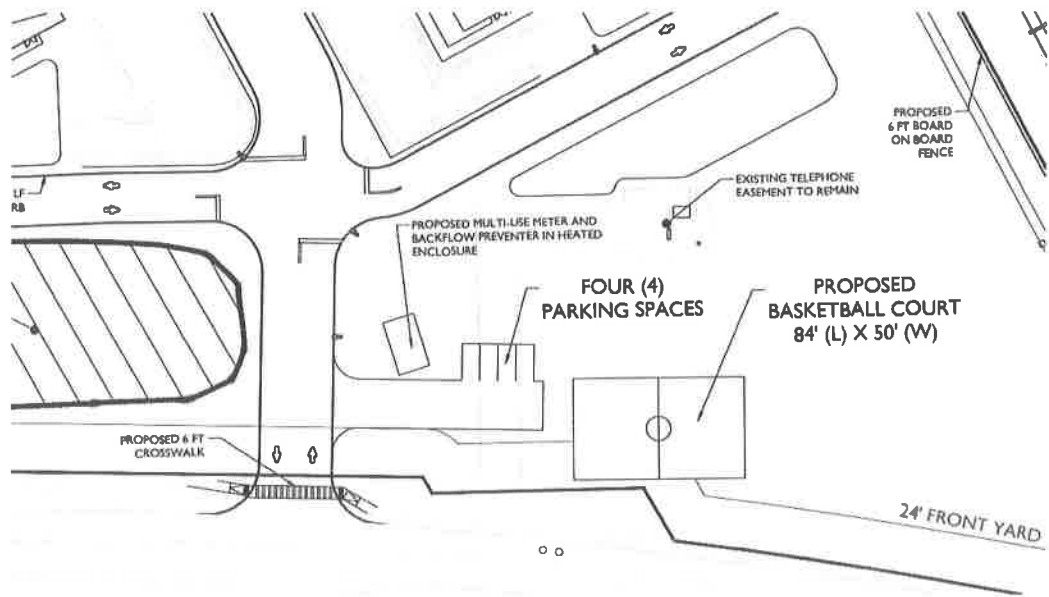 PROPOSED
6 FT BOARD
ON BOARD
FENCE
LF
RB
EXISTING TELEPHONE
EASEMENT TO REMAIN
PROPOSED MULTI-USE METER AND
BACKFLOW PREVENTER IN HEATED
ENCLOSURE
FOUR (4)
PARKING SPACES
PROPOSED
BASKETBALL COURT
84' (L) X 50' (W)
PROPOSED 6 FT
CROSSWALK
24' FRONT YARD